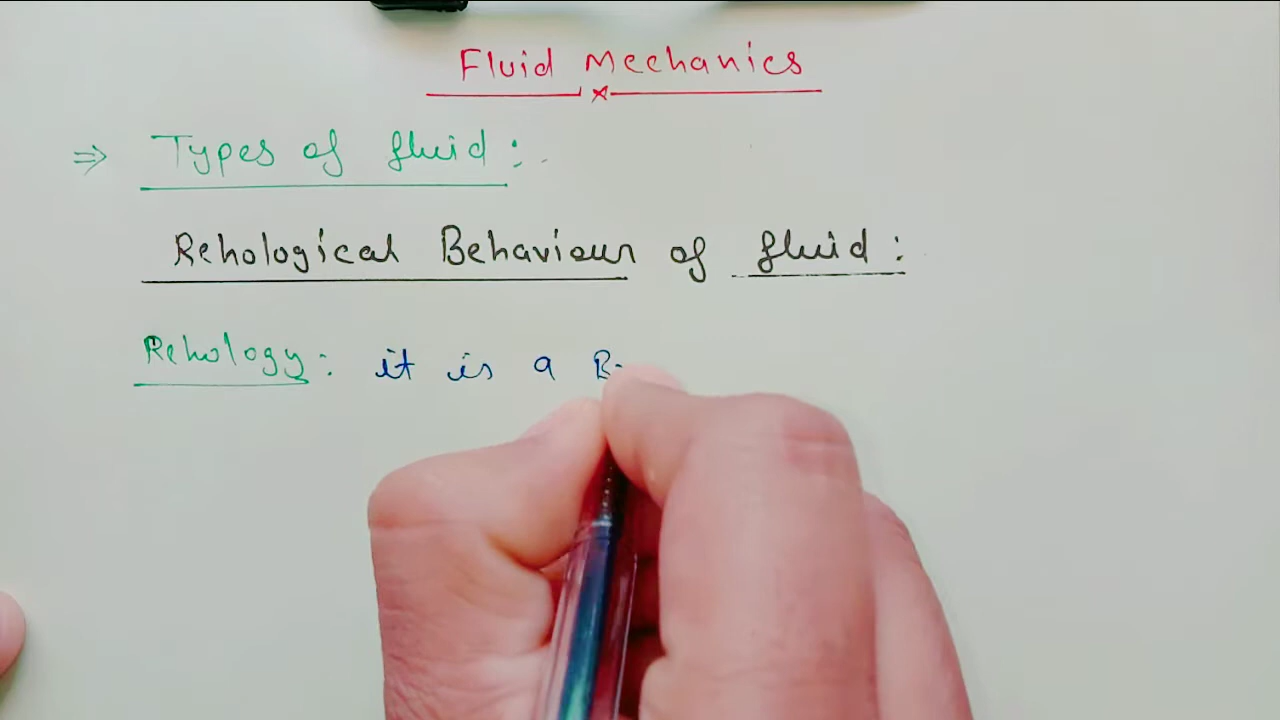 Fluid Mechanics
⇒ Types of fluid :-
Rehological Behaviour of fluid :
Rehology : it is a B